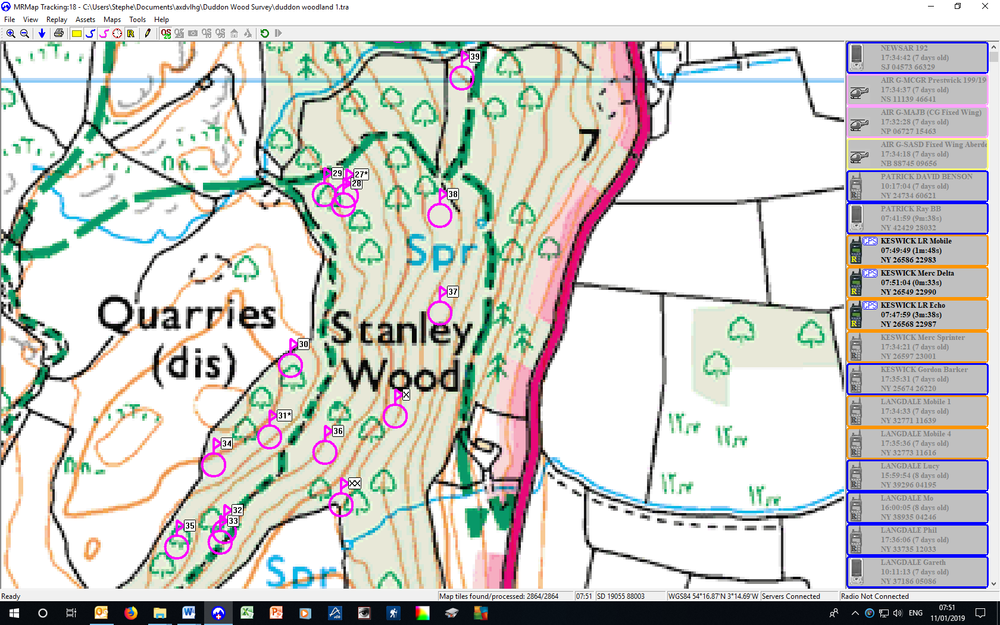 MRMap Tracking:18 - C:\Users\Stephe\Documents\axdvlhg\Duddon Wood Survey\duddon woodland 1.tra
File View Replay Assets Maps Tools Help
39
7
29
27*
28
38
Spr
37
Quarries
(dis)
Stanley
Wood
30
X
31*
36
34
XX
32
33
35
Spr
NEWSAR 192
17:34:42 (7 days old)
SJ 04573 66329
AIR G-MCGR Prestwick 199/19
17:34:37 (7 days old)
NS 11139 46641
AIR G-MAJB (CG Fixed Wing)
17:32:28 (7 days old)
NP 06727 15463
AIR G-SASD Fixed Wing Aberde
17:34:18 (7 days old)
NB 88745 09656
PATRICK DAVID BENSON
10:17:04 (7 days old)
R NY 24734 60621
PATRICK Ray BB
07:41:59 (9m:38s)
NY 42429 28032
GPS KESWICK LR Mobile
07:49:49 (1m:48s)
R NY 26586 22983
GPS KESWICK Merc Delta
07:51:04 (0m:33s)
R NY 26549 22990
GPS KESWICK LR Echo
07:47:59 (3m:38s)
R NY 26568 22987
KESWICK Merc Sprinter
17:34:21 (7 days old)
R NY 26597 23001
KESWICK Gordon Barker
17:35:31 (7 days old)
R NY 25674 26220
LANGDALE Mobile 1
17:34:33 (7 days old)
R NY 32771 11639
LANGDALE Mobile 4
17:35:36 (7 days old)
R NY 32773 11616
LANGDALE Lucy
15:59:54 (8 days old)
R NY 39296 04195
LANGDALE Mo
16:00:05 (8 days old)
R NY 38935 04246
LANGDALE Phil
17:36:06 (7 days old)
R NY 33735 12033
LANGDALE Gareth
10:11:13 (7 days old)
NY 37186 05086
Ready Map tiles found/processed: 2864/2864 07:51 SD 19055 88003 WGS84 54°16.87'N 3°14.69'W Servers Connected Radio Not Connected
ENG
07:51
11/01/2019